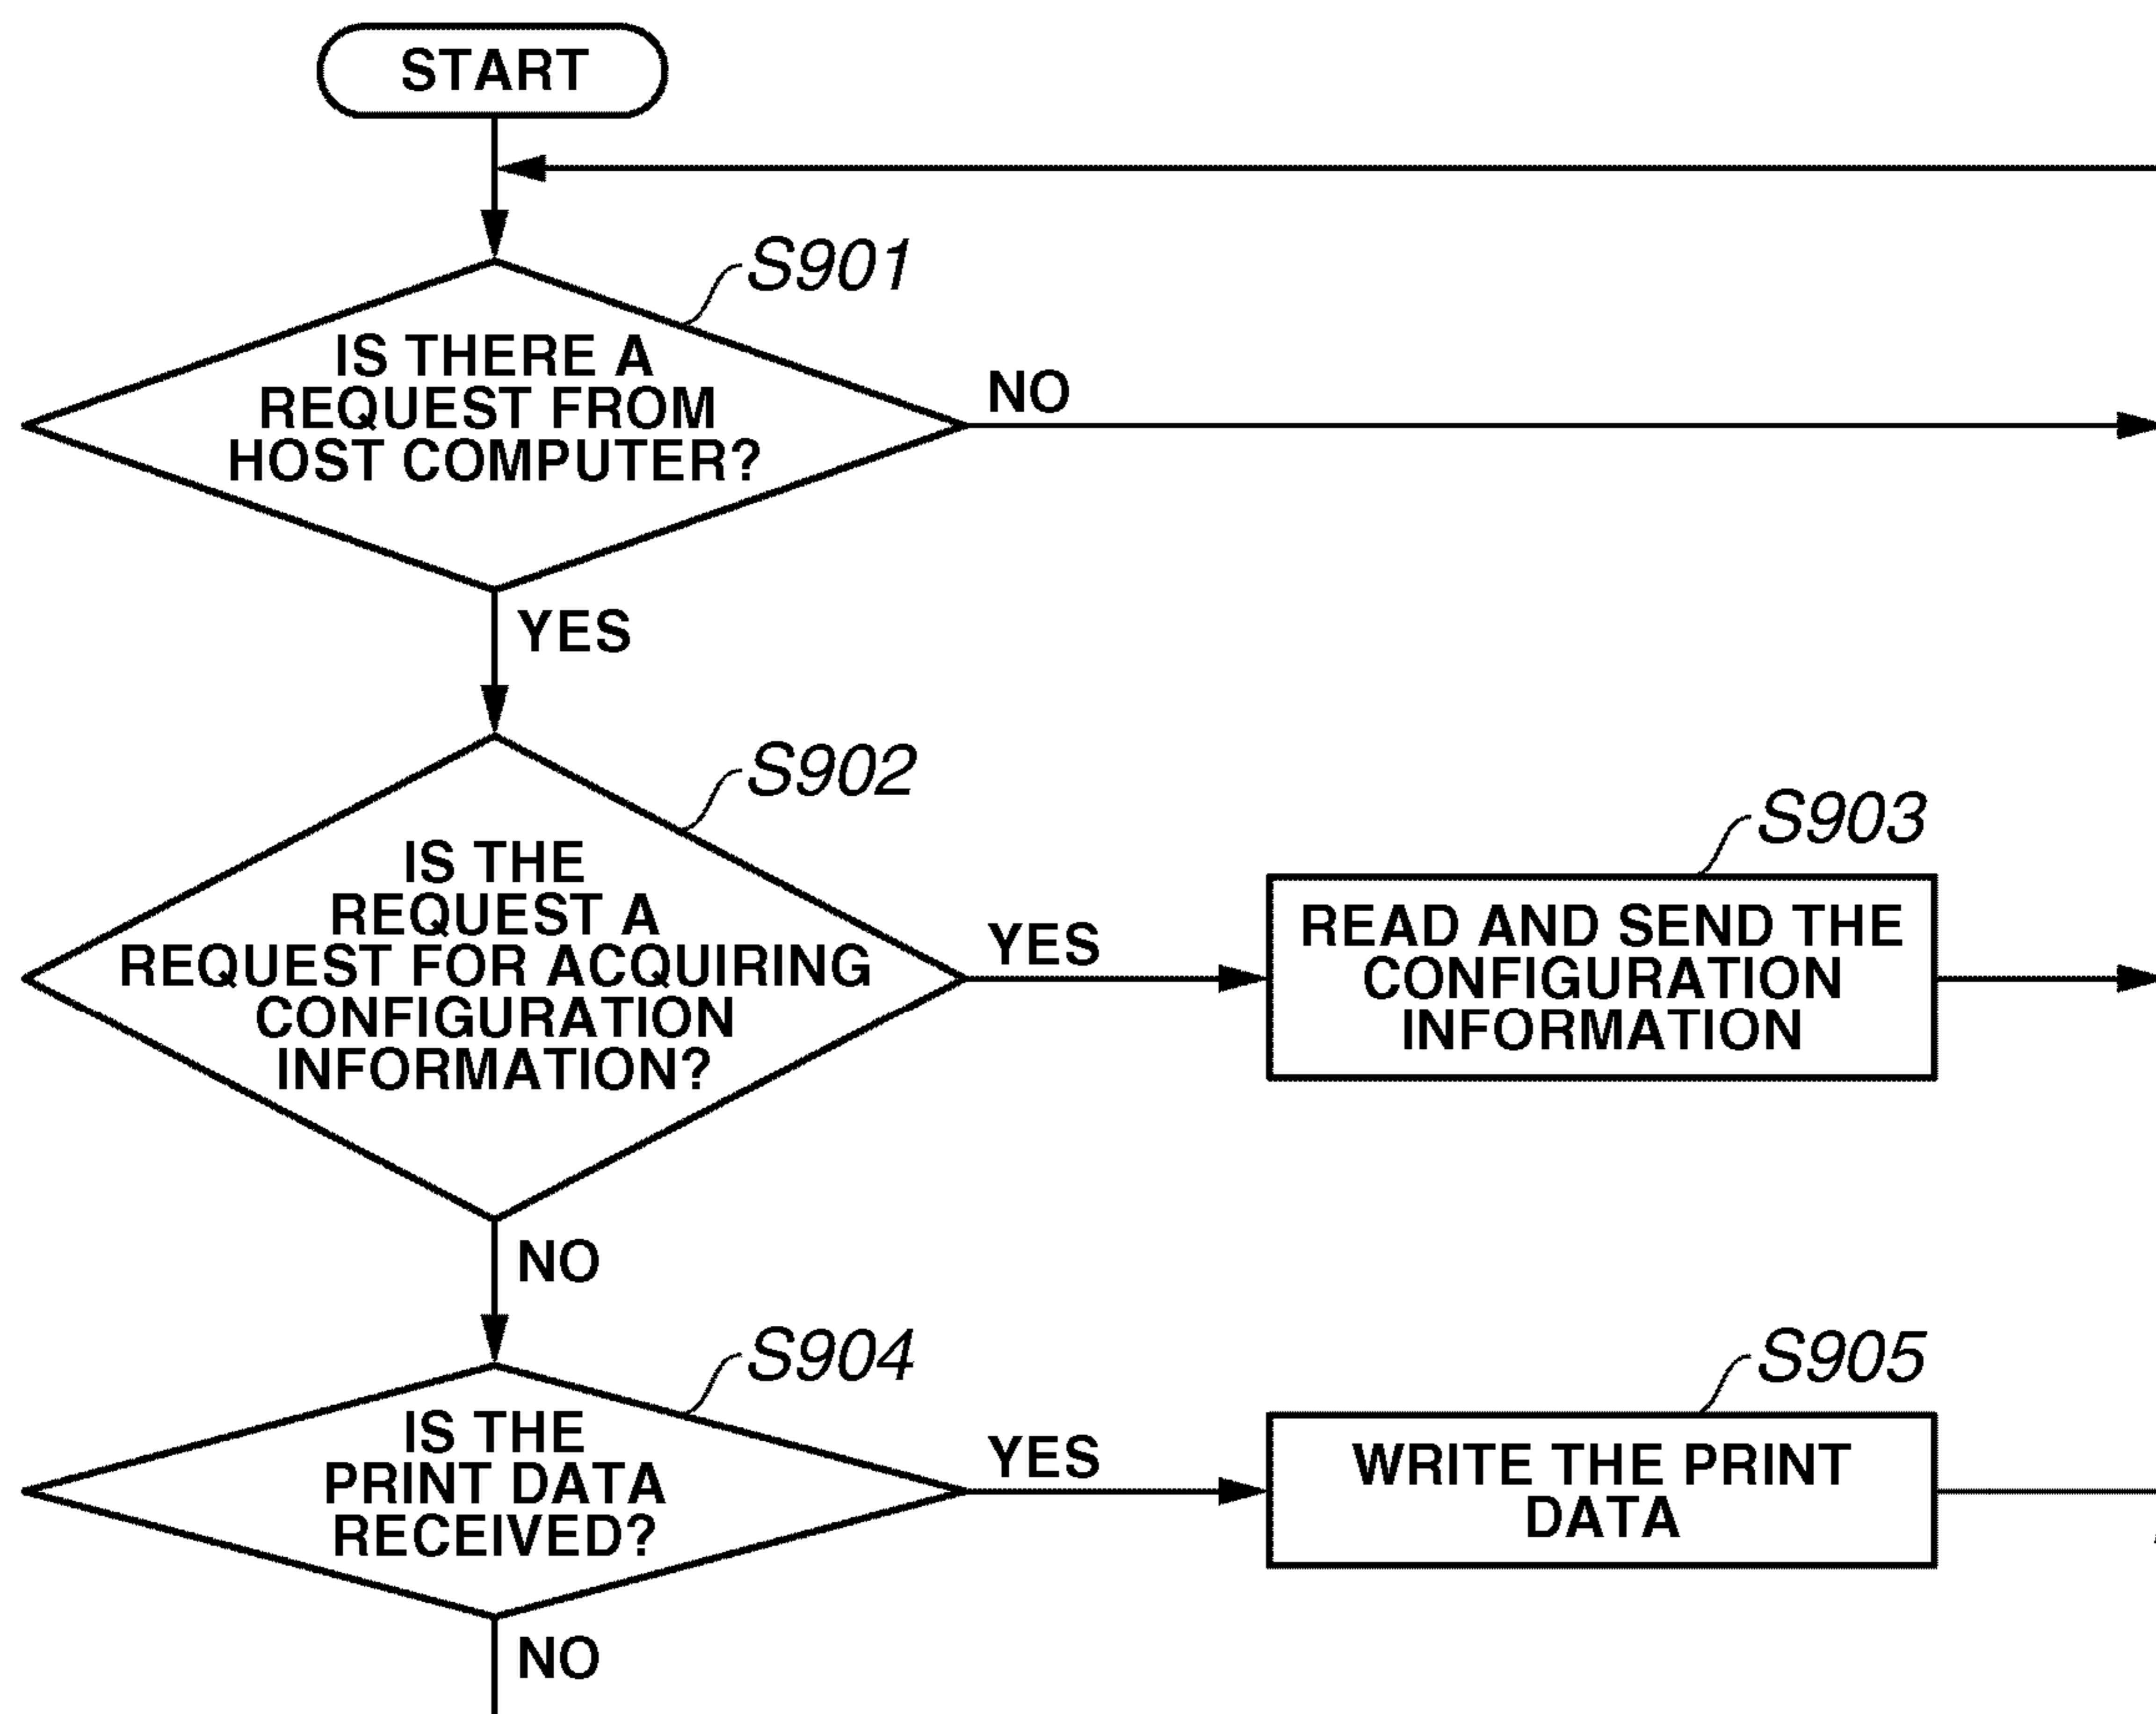 START
S901
IS THERE A
REQUEST FROM
HOST COMPUTER?
NO
YES
S902
IS THE
REQUEST A
REQUEST FOR ACQUIRING
CONFIGURATION
INFORMATION?
YES
S903
READ AND SEND THE
CONFIGURATION
INFORMATION
NO
S904
IS THE
PRINT DATA
RECEIVED?
YES
S905
WRITE THE PRINT
DATA
NO